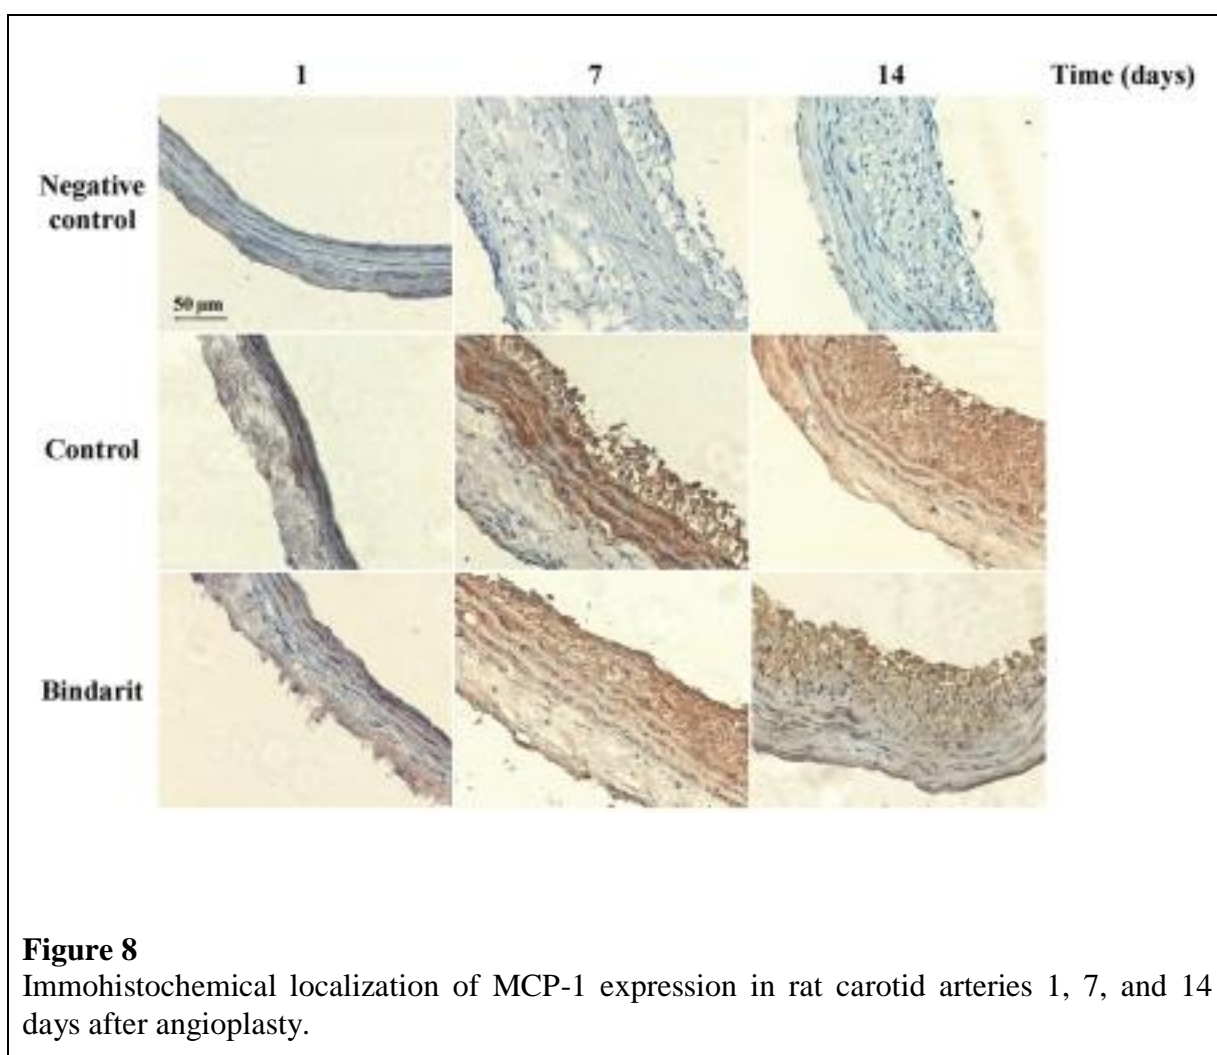 1 7 14 Time (days)
Negative
control
50 µm
Control
Bindarit
Figure 8
Immohistochemical localization of MCP-1 expression in rat carotid arteries 1, 7, and 14
days after angioplasty.